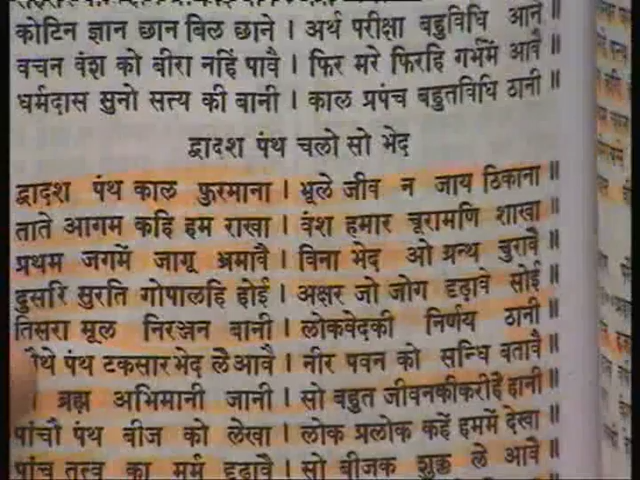 कोटिन ज्ञान छान बिल छाने । अर्थ परीक्षा बहुविधि आने ॥
वचन वंश को बीरा नहिं पावै । फिर मरे फिरहि गर्भमें आवै ॥
धर्मदास सुनो सत्य की बानी । काल प्रपंच बहुतविधि ठानी ॥
द्वादश पंथ चलो सो भेद
द्वादश पंथ काल फुरमाना । भूले जीव न जाय ठिकाना ॥
ताते आगम कहि हम राखा । वंश हमार चूरामणि शाखा ॥
प्रथम जगमें जागू भ्रमावै । विना भेद ओ ग्रन्थ चुरावै ॥
दुसरि सुरति गोपालहि होई । अक्षर जो जोग दृढ़ावे सोई ॥
तिसरा मूल निरञ्जन बानी । लोकवेदकी निर्णय ठानी ॥
पंथ टकसार भेद लै आवै । नीर पवन को सन्धि बतावै ॥
ब्रह्म अभिमानी जानी । सो बहुत जीवनकीकरीहै हानी ॥
पांचौ पंथ बीज को लेखा । लोक प्रलोक कहें हममें देखा ॥
पांच तत्त्व का मर्म दृढावै । सो बीजक शुक्ल ले आवै ॥